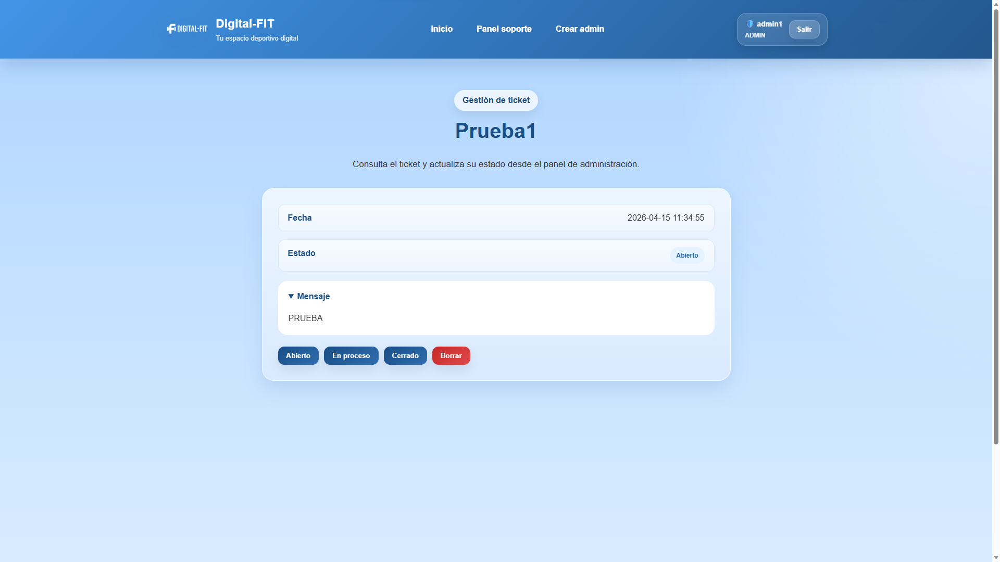 DIGITAL-FIT
Digital-FIT
Tu espacio deportivo digital
Inicio
Panel soporte
Crear admin
admin1
ADMIN
Salir
Gestión de ticket
Prueba1
Consulta el ticket y actualiza su estado desde el panel de administración.
Fecha
2026-04-15 11:34:55
Estado
Abierto
Mensaje
PRUEBA
Abierto
En proceso
Cerrado
Borrar